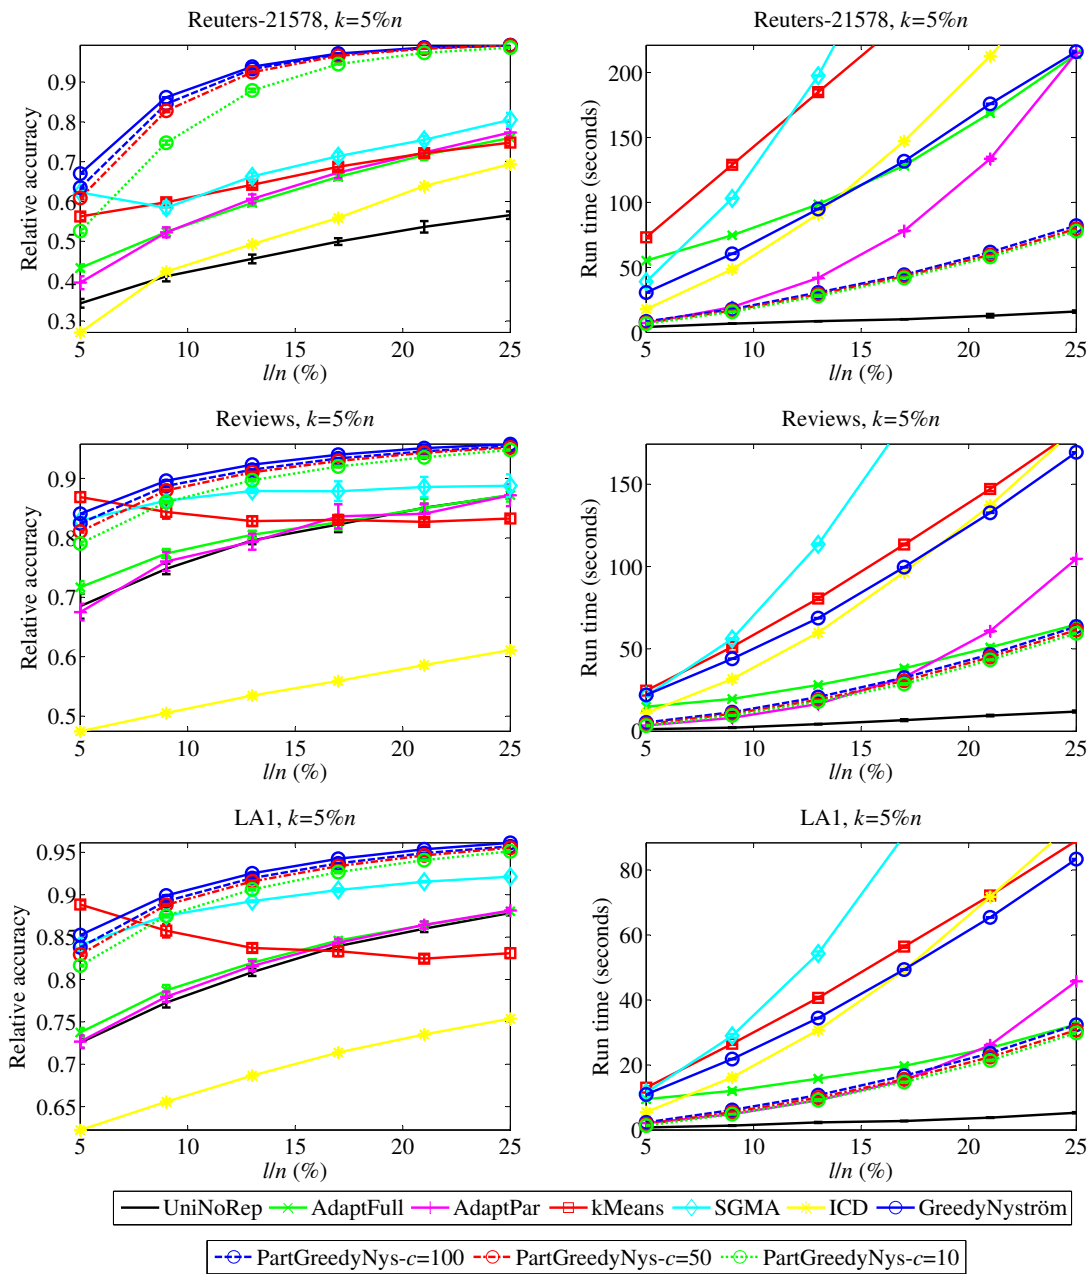 Reuters-21578, k=5%n
0.9
0.8
0.7
0.6
0.5
0.4
0.3
Relative accuracy
5 10 15 20 25
l/n (%)
Reuters-21578, k=5%n
200
150
100
50
0
Run time (seconds)
5 10 15 20 25
l/n (%)
Reviews, k=5%n
0.9
0.8
0.7
0.6
0.5
Relative accuracy
5 10 15 20 25
l/n (%)
Reviews, k=5%n
150
100
50
0
Run time (seconds)
5 10 15 20 25
l/n (%)
LA1, k=5%n
0.95
0.9
0.85
0.8
0.75
0.7
0.65
Relative accuracy
5 10 15 20 25
l/n (%)
LA1, k=5%n
80
60
40
20
0
Run time (seconds)
5 10 15 20 25
l/n (%)
UniNoRep AdaptFull AdaptPar kMeans SGMA ICD GreedyNyström
PartGreedyNys-c=100 PartGreedyNys-c=50 PartGreedyNys-c=10